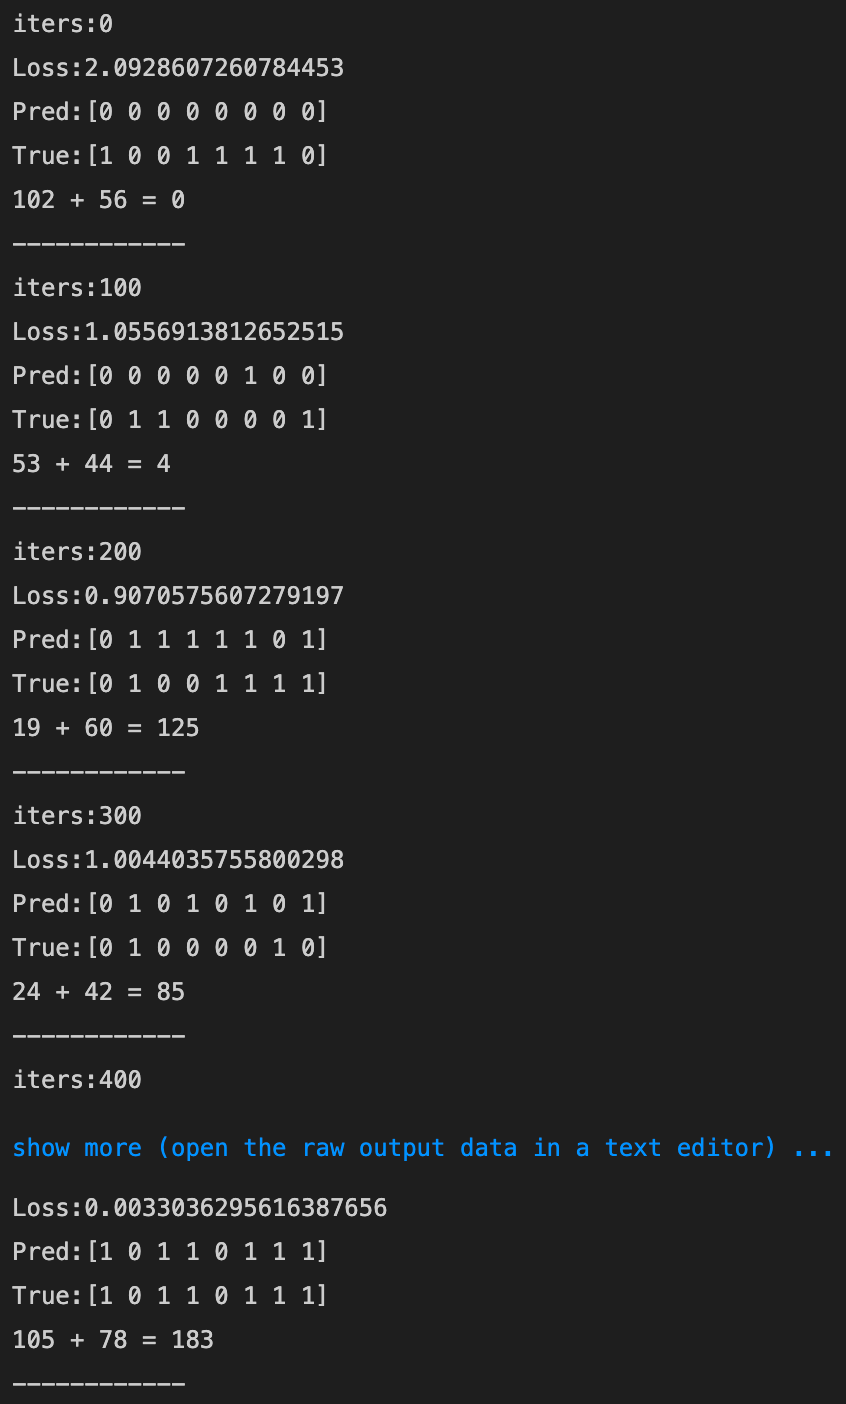 iters:0
Loss:2.0928607260784453
Pred:[0 0 0 0 0 0 0 0]
True:[1 0 0 1 1 1 1 0]
102 + 56 = 0
------------
iters:100
Loss:1.0556913812652515
Pred:[0 0 0 0 0 1 0 0]
True:[0 1 1 0 0 0 0 1]
53 + 44 = 4
------------
iters:200
Loss:0.9070575607279197
Pred:[0 1 1 1 1 1 0 1]
True:[0 1 0 0 1 1 1 1]
19 + 60 = 125
------------
iters:300
Loss:1.0044035755800298
Pred:[0 1 0 1 0 1 0 1]
True:[0 1 0 0 0 0 1 0]
24 + 42 = 85
------------
iters:400
show more (open the raw output data in a text editor) ...
Loss:0.0033036295616387656
Pred:[1 0 1 1 0 1 1 1]
True:[1 0 1 1 0 1 1 1]
105 + 78 = 183
------------